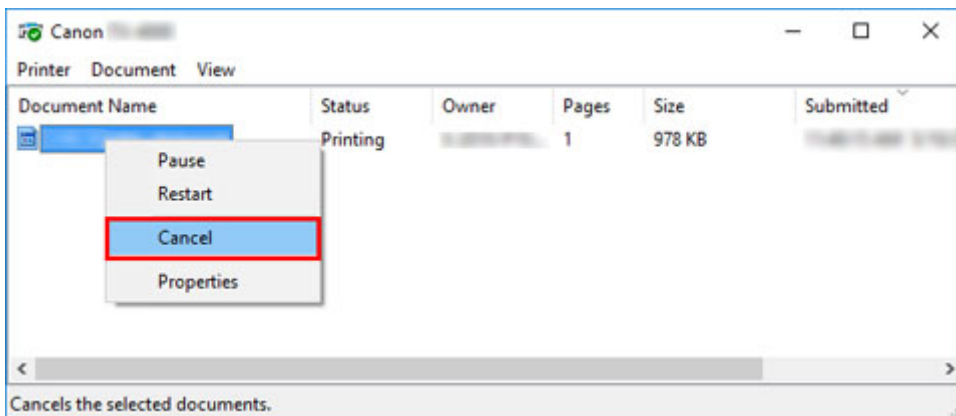 Canon
Printer Document View
Document Name Status Owner Pages Size Submitted
Printing 1 978 KB
Pause
Restart
Cancel
Properties
Cancels the selected documents.